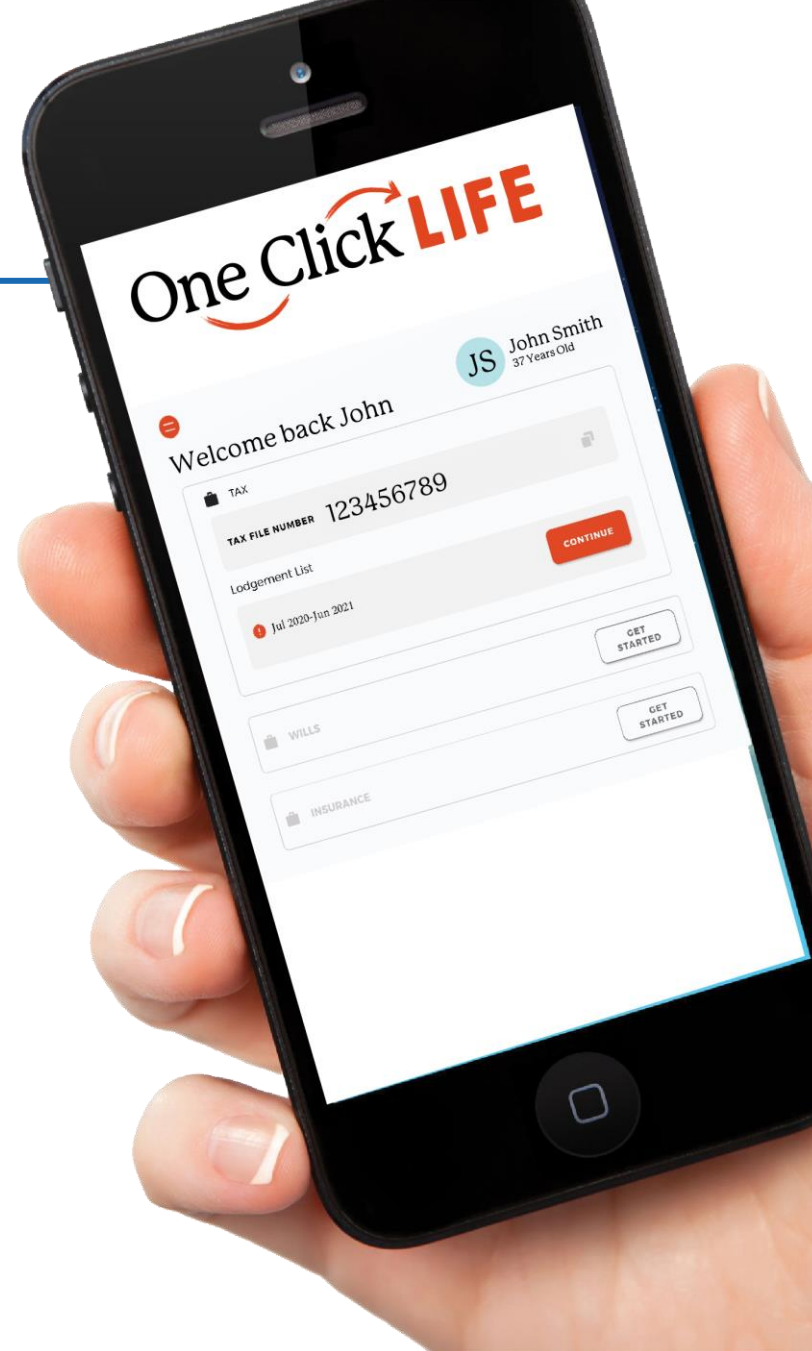 One Click LIFE
JS John Smith
37 Years Old
Welcome back John
TAX
TAX FILE NUMBER 123456789
Lodgement List
Jul 2020-Jun 2021
CONTINUE
WILLS
GET
STARTED
INSURANCE
GET
STARTED